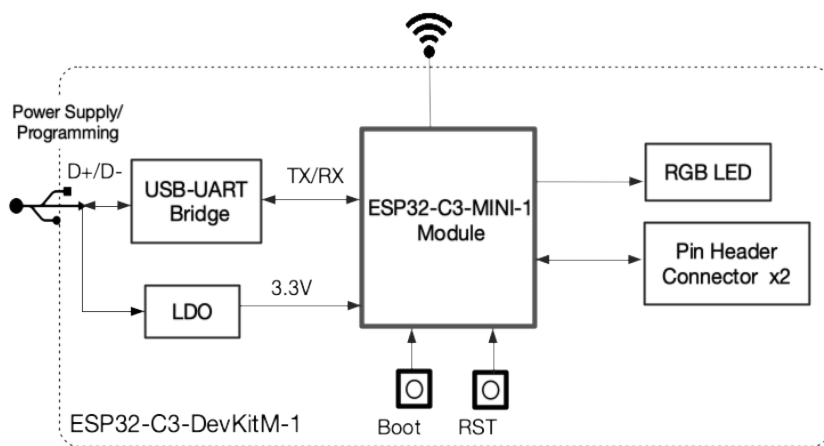 Power Supply/
Programming
D+/D-
USB-UART
Bridge
TX/RX
ESP32-C3-MINI-1
Module
RGB LED
Pin Header
Connector x2
LDO
3.3V
Boot
RST
ESP32-C3-DevKitM-1